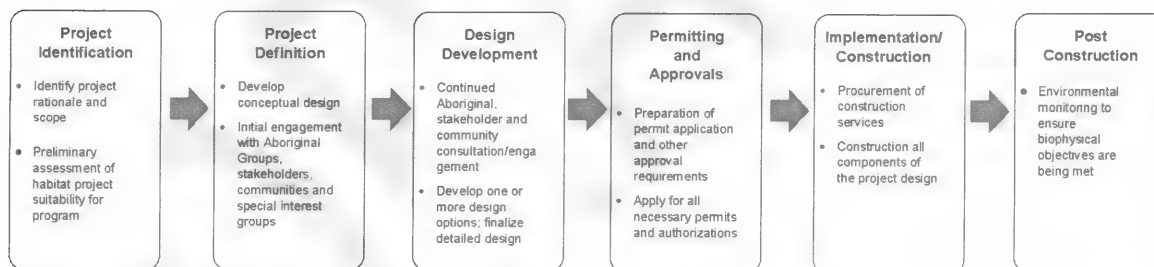 Project
Identification
• Identify project
rationale and
scope
• Preliminary
assessment of
habitat project
suitability for
program
Project
Definition
• Develop
conceptual design
• Initial engagement
with Aboriginal
Groups,
stakeholders,
communities and
special interest
groups
Design
Development
• Continued
Aboriginal,
stakeholder and
community
consultation/enga
gement
• Develop one or
more design
options; finalize
detailed design
Permitting
and
Approvals
• Preparation of
permit application
and other
approval
requirements
• Apply for all
necessary permits
and authorizations
Implementation/
Construction
• Procurement of
construction
services
• Construction all
components of
the project design
Post
Construction
• Environmental
monitoring to
ensure
biophysical
objectives are
being met